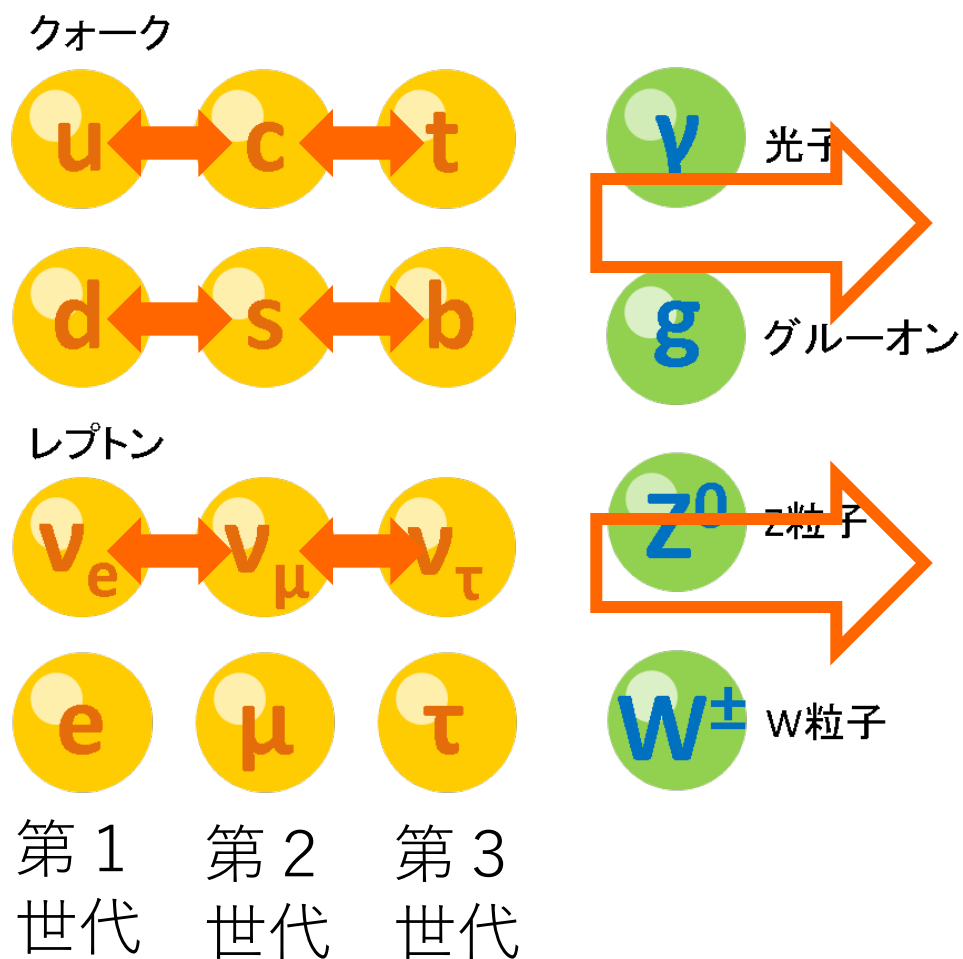 クォーク
u c t
γ 光子
d s b
g グルーオン
レプトン
νe νμ ντ
Z⁰ Z粒子
e μ τ
W± W粒子
第1世代
第2世代
第3世代